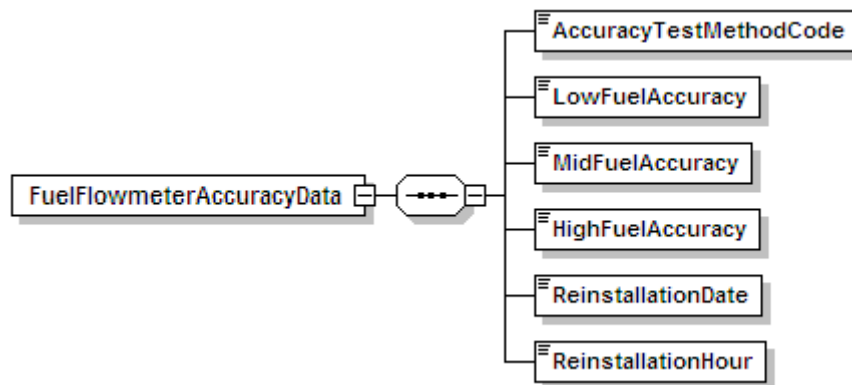 AccuracyTestMethodCode
LowFuelAccuracy
MidFuelAccuracy
FuelFlowmeterAccuracyData
HighFuelAccuracy
ReinstallationDate
ReinstallationHour